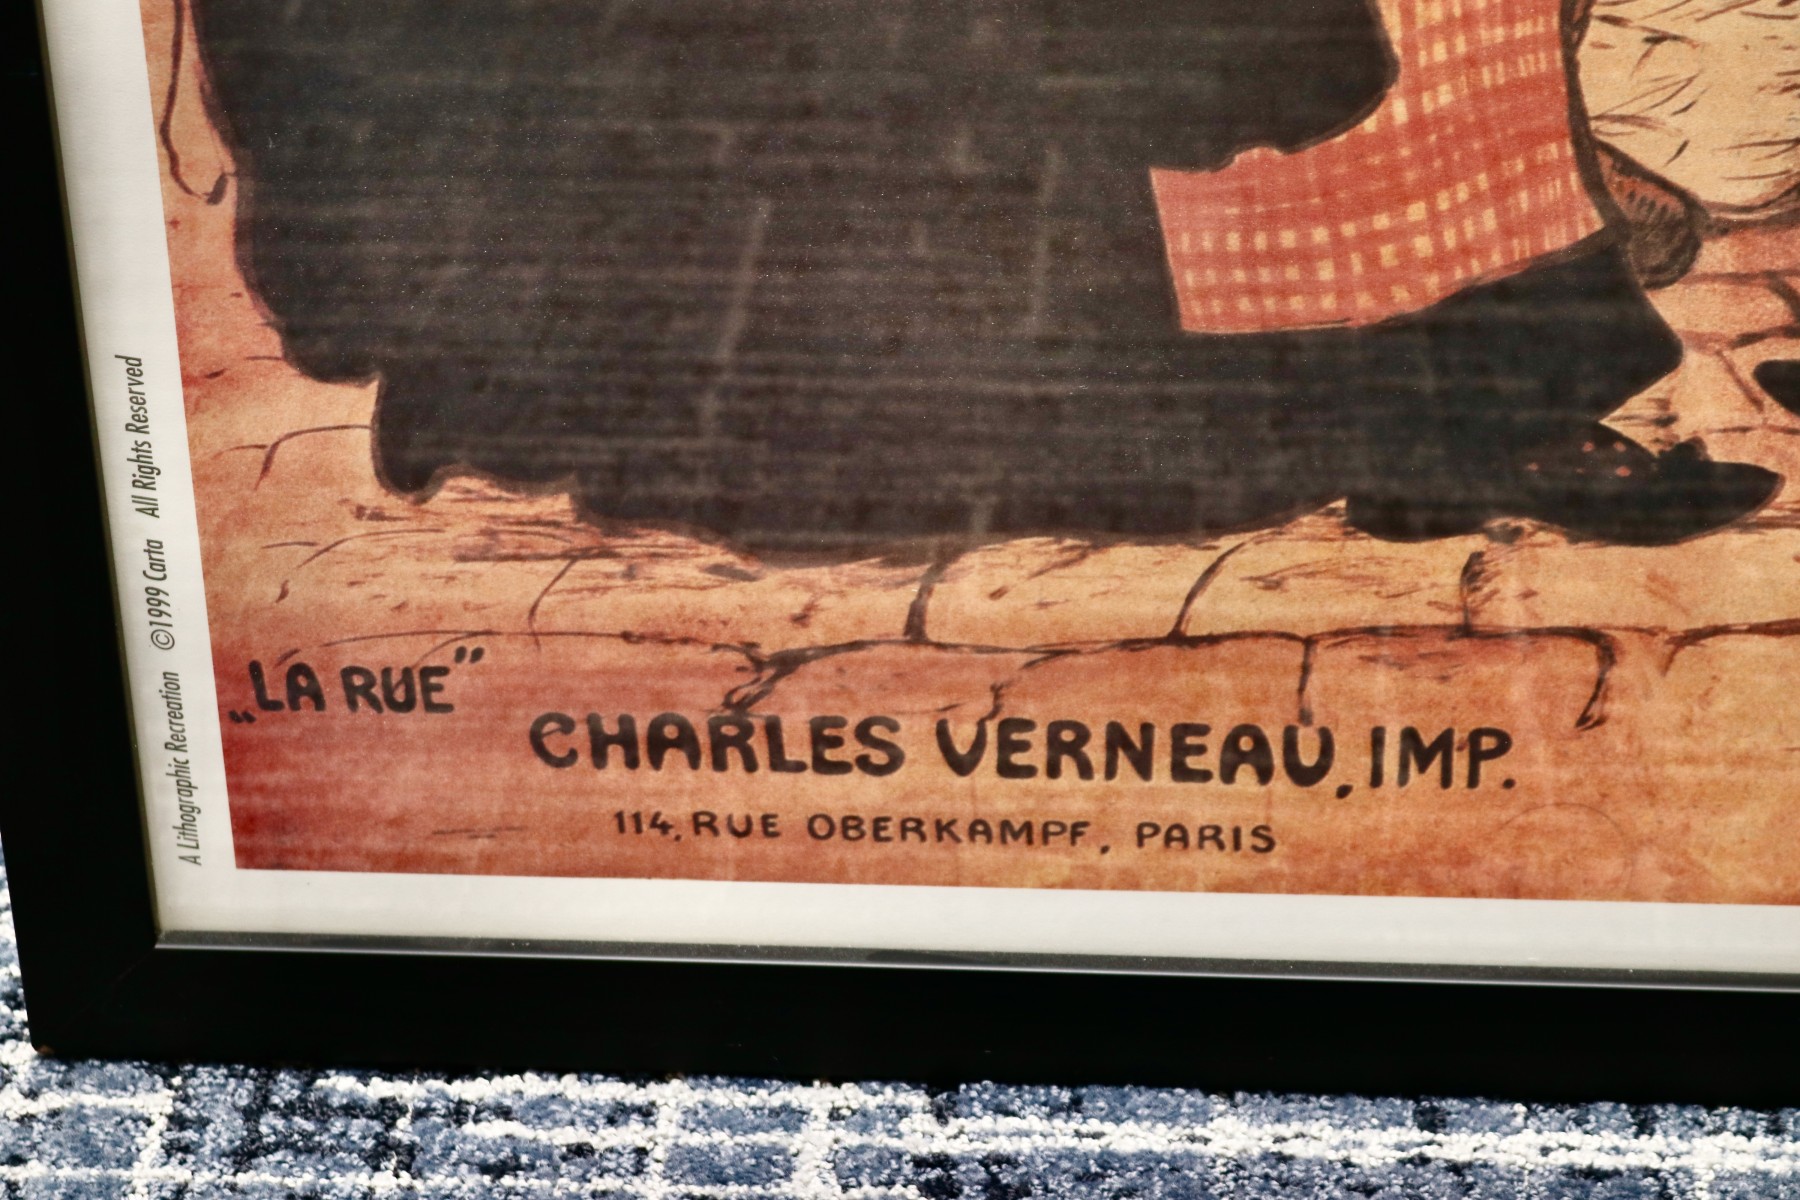 A Lithographic Recreation ©1999 Carta All Rights Reserved
„LA RUE”
CHARLES VERNEAU, IMP.
114, RUE OBERKAMPF, PARIS